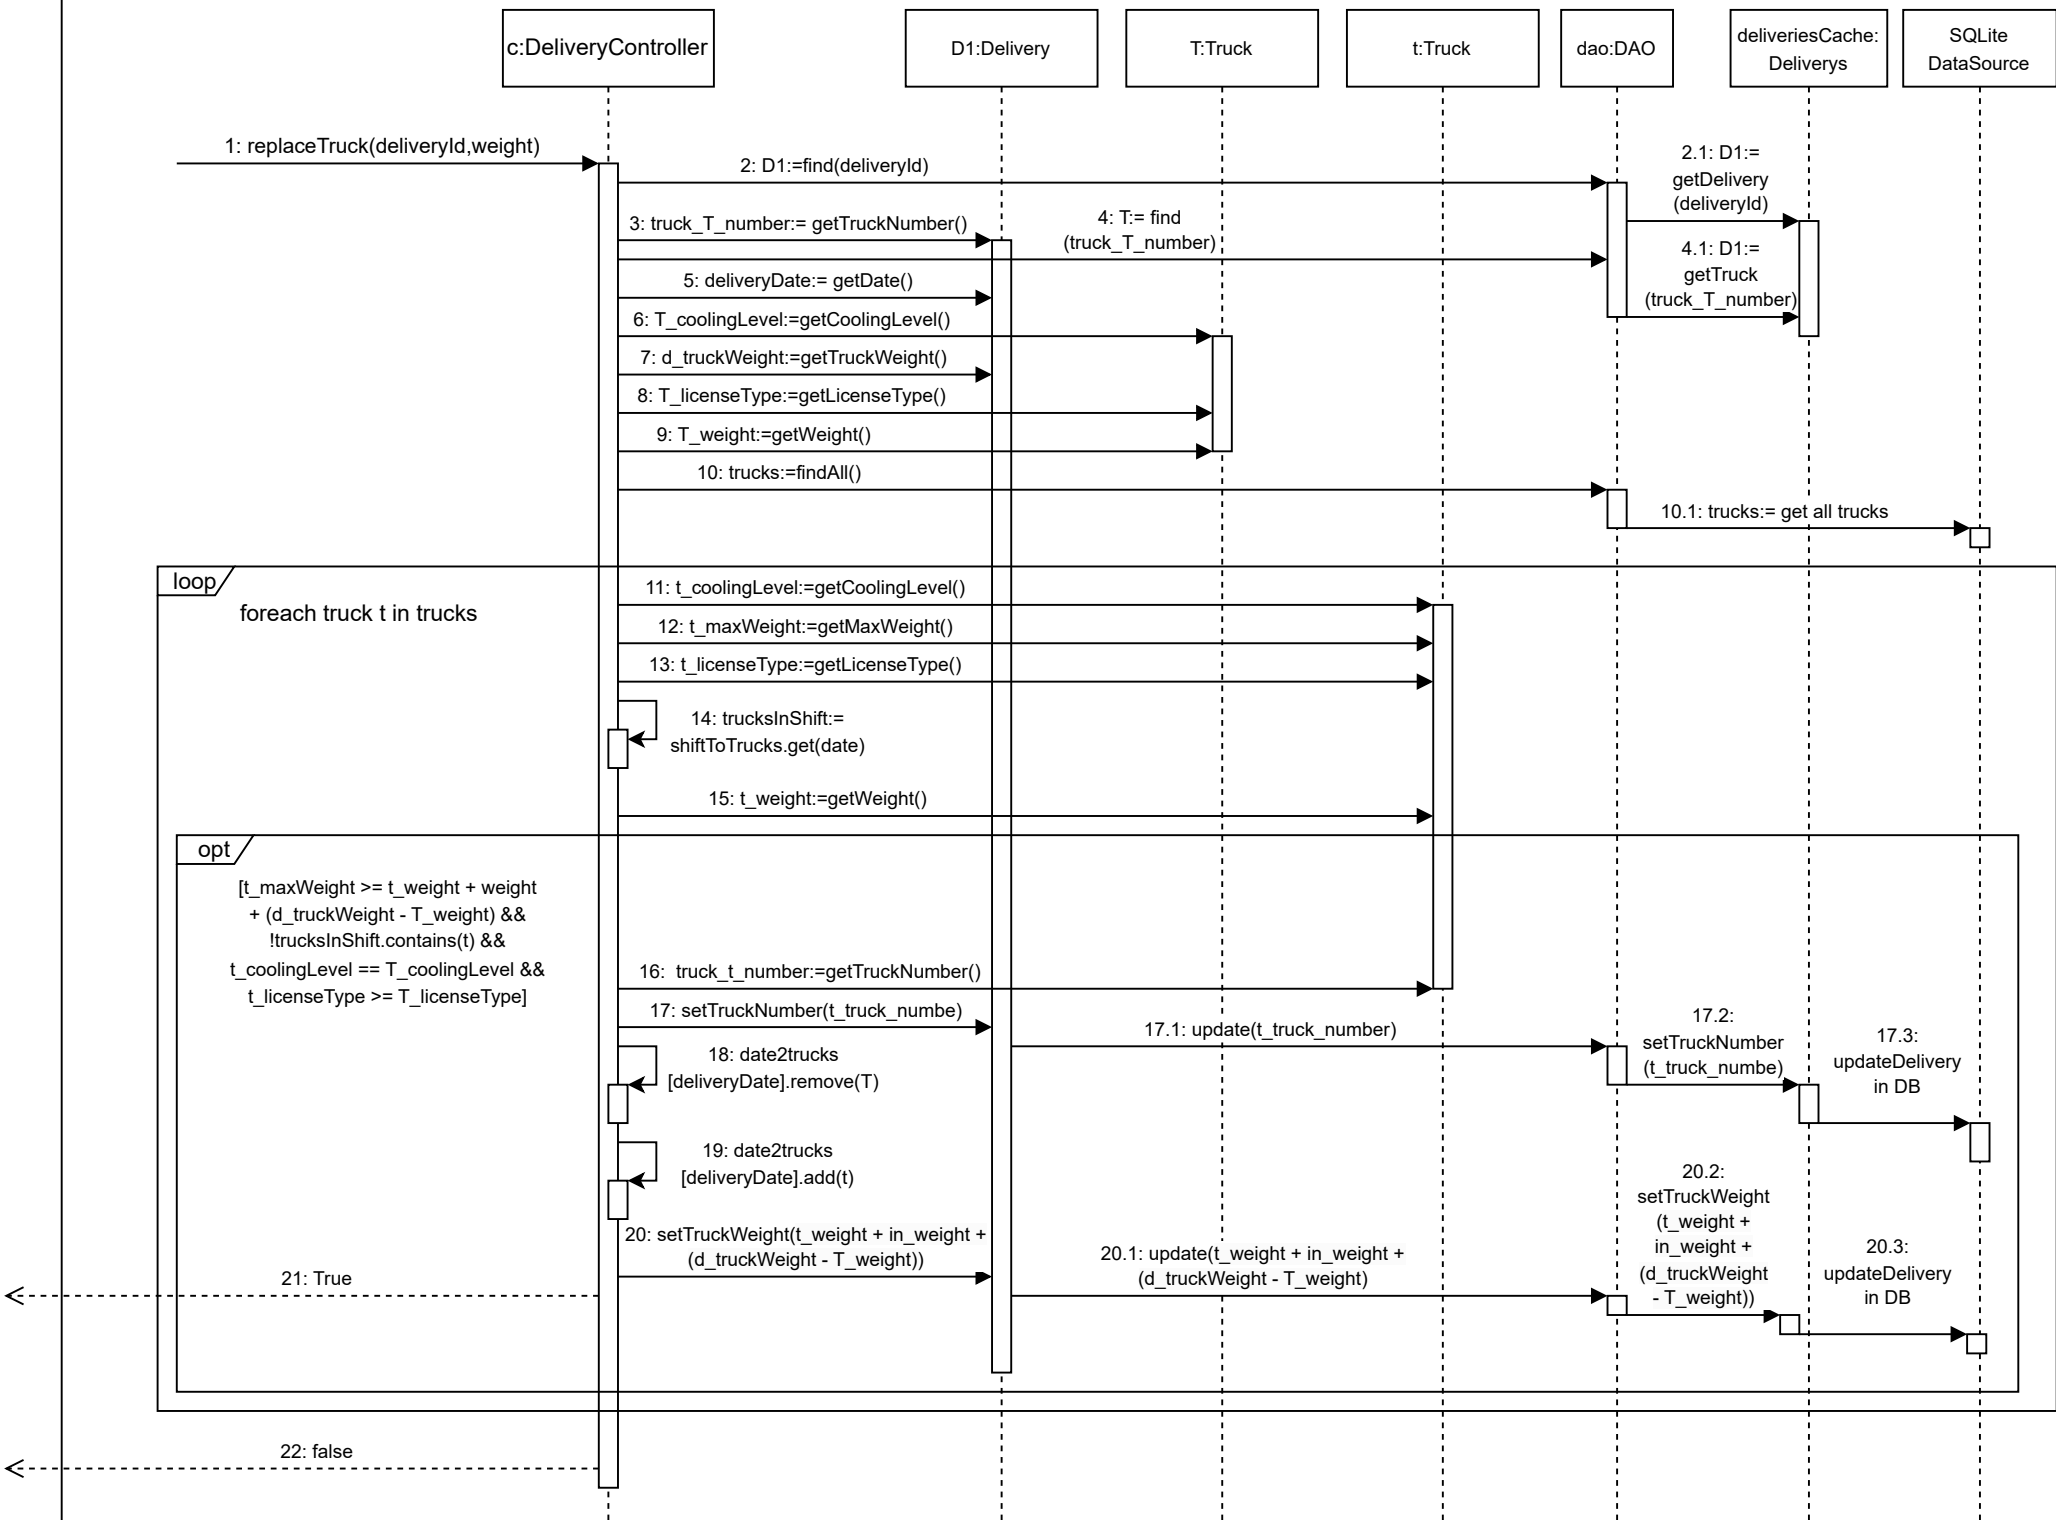 c:DeliveryController
D1:Delivery
T:Truck
t:Truck
dao:DAO
deliveriesCache:
Deliverys
SQLite
DataSource
1: replaceTruck(deliveryId,weight)
2: D1:=find(deliveryId)
2.1: D1:=
getDelivery
(deliveryId)
3: truck_T_number:= getTruckNumber()
4: T:= find
(truck_T_number)
4.1: D1:=
getTruck
(truck_T_number)
5: deliveryDate:= getDate()
6: T_coolingLevel:=getCoolingLevel()
7: d_truckWeight:=getTruckWeight()
8: T_licenseType:=getLicenseType()
9: T_weight:=getWeight()
10: trucks:=findAll()
10.1: trucks:= get all trucks
loop
foreach truck t in trucks
11: t_coolingLevel:=getCoolingLevel()
12: t_maxWeight:=getMaxWeight()
13: t_licenseType:=getLicenseType()
14: trucksInShift:=
shiftToTrucks.get(date)
15: t_weight:=getWeight()
opt
[t_maxWeight >= t_weight + weight
+ (d_truckWeight - T_weight) &&
!trucksInShift.contains(t) &&
t_coolingLevel == T_coolingLevel &&
t_licenseType >= T_licenseType]
16:  truck_t_number:=getTruckNumber()
17: setTruckNumber(t_truck_numbe)
17.1: update(t_truck_number)
17.2:
setTruckNumber
(t_truck_numbe)
17.3:
updateDelivery
in DB
18: date2trucks
[deliveryDate].remove(T)
19: date2trucks
[deliveryDate].add(t)
20: setTruckWeight(t_weight + in_weight +
(d_truckWeight - T_weight))
20.1: update(t_weight + in_weight +
(d_truckWeight - T_weight)
20.2:
setTruckWeight
(t_weight +
in_weight +
(d_truckWeight
- T_weight))
20.3:
updateDelivery
in DB
21: True
22: false